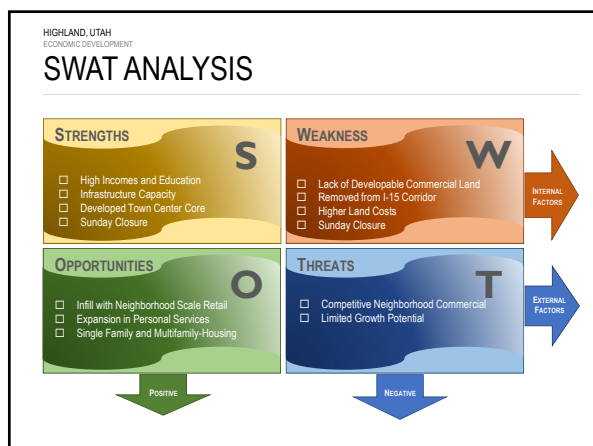 HIGHLAND, UTAH
ECONOMIC DEVELOPMENT
SWAT ANALYSIS
STRENGTHS
S
☐ High Incomes and Education
☐ Infrastructure Capacity
☐ Developed Town Center Core
☐ Sunday Closure
WEAKNESS
W
☐ Lack of Developable Commercial Land
☐ Removed from I-15 Corridor
☐ Higher Land Costs
☐ Sunday Closure
INTERNAL
FACTORS
OPPORTUNITIES
O
☐ Infill with Neighborhood Scale Retail
☐ Expansion in Personal Services
☐ Single Family and Multifamily-Housing
THREATS
T
☐ Competitive Neighborhood Commercial
☐ Limited Growth Potential
EXTERNAL
FACTORS
POSITIVE
NEGATIVE